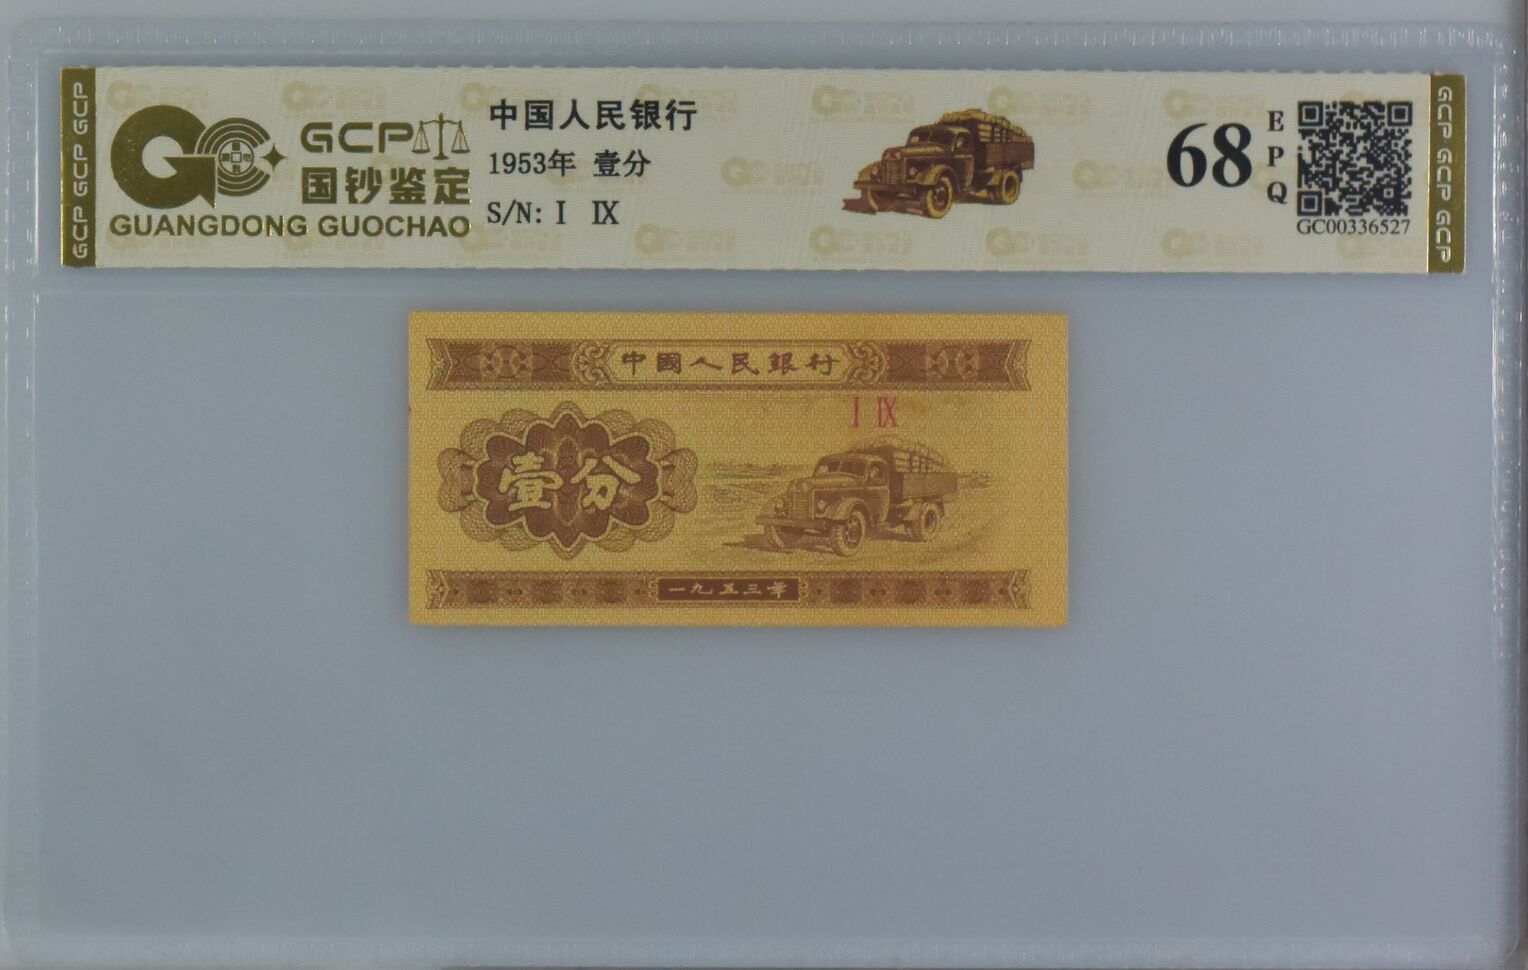 GCP GCP GCP
GCP
国钞鉴定
GUANGDONG GUOCHAO
中国人民银行
1953年 壹分
S/N: I IX
68
EPQ
GC00336527
GCP GCP GCP
中國人民銀行
I IX
壹分
一九五三年